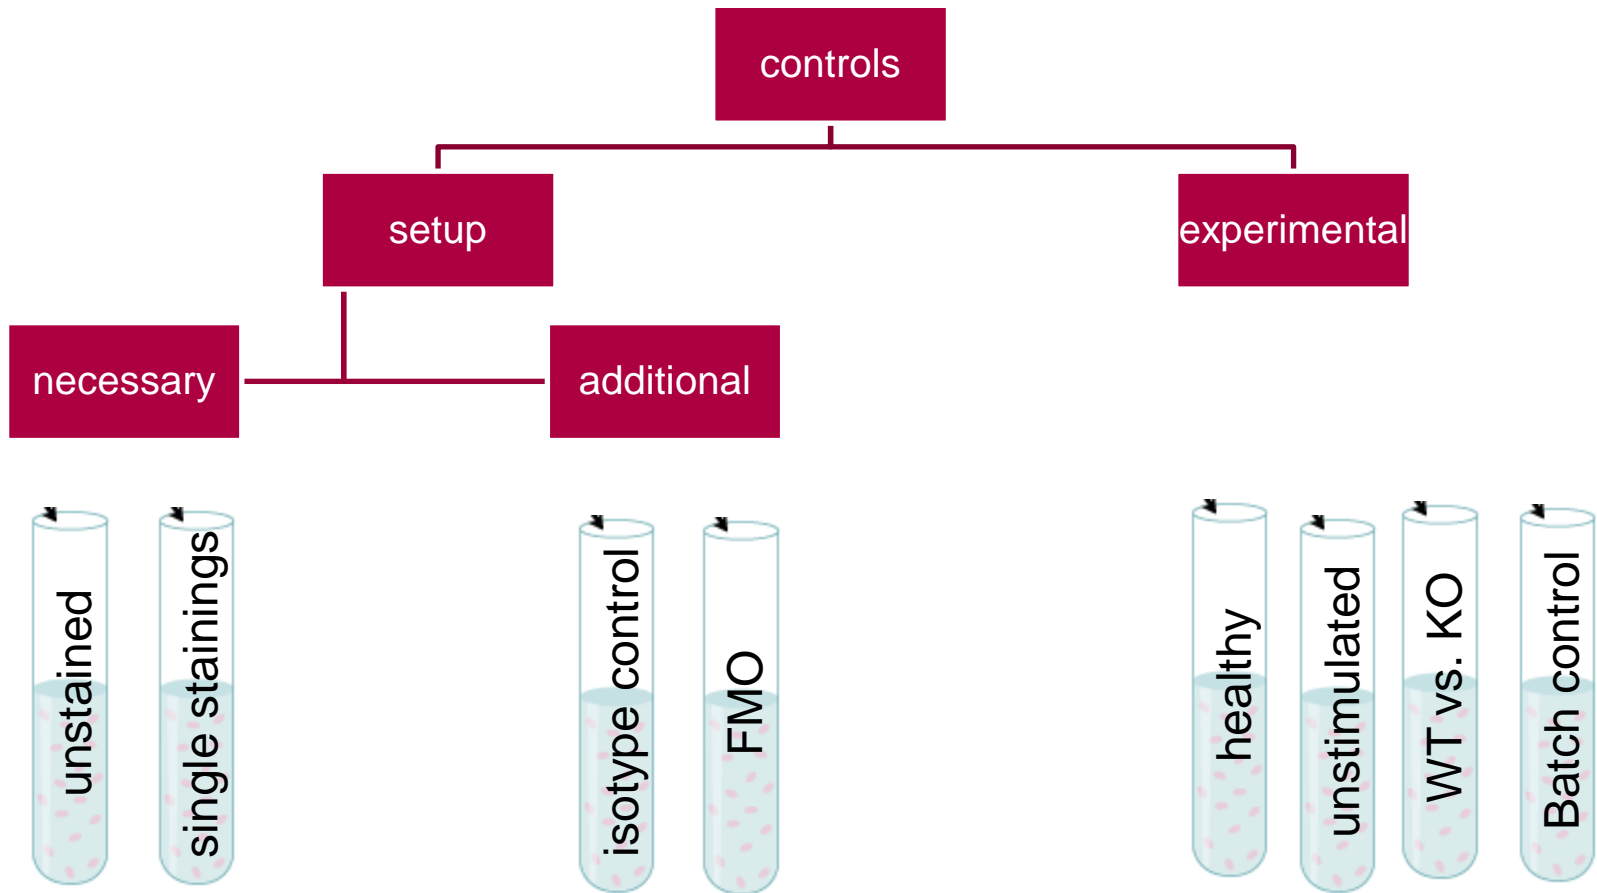 controls
setup
experimental
necessary
additional
unstained
single stainings
isotype control
FMO
healthy
unstimulated
WT vs. KO
Batch control